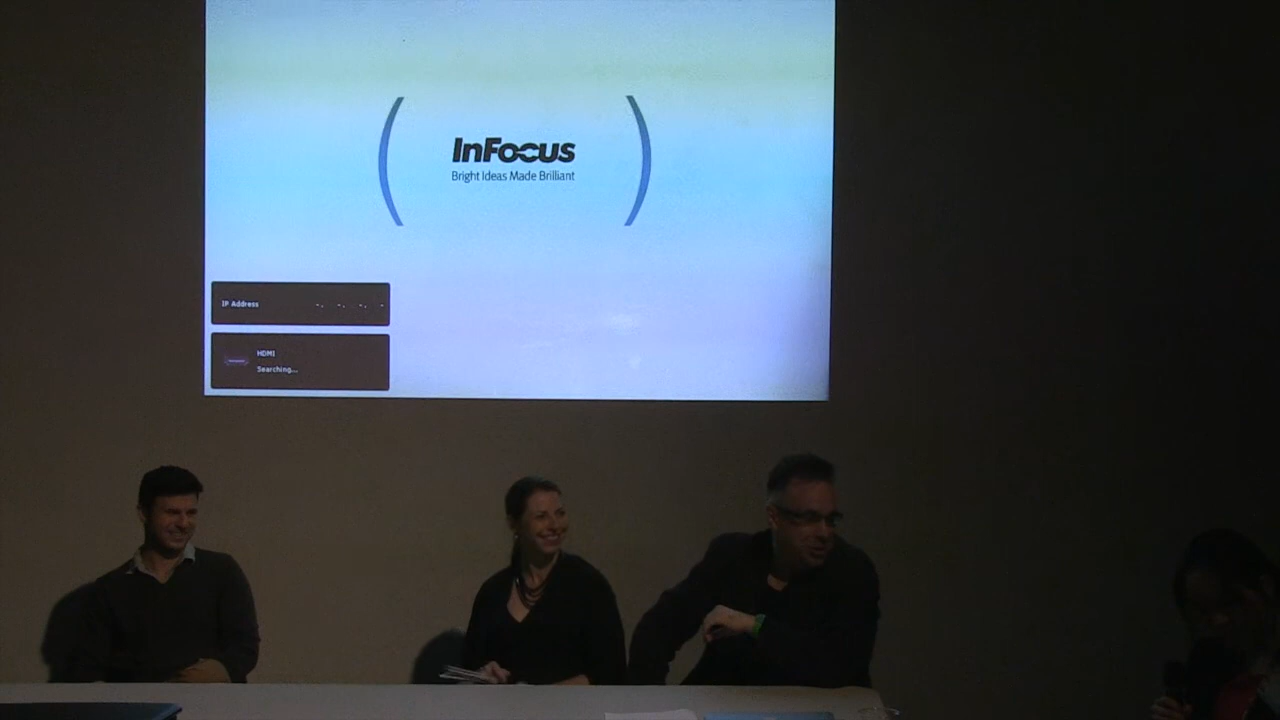 InFocus
Bright Ideas Made Brilliant
IP Address -. -. -. -
HDMI
Searching...